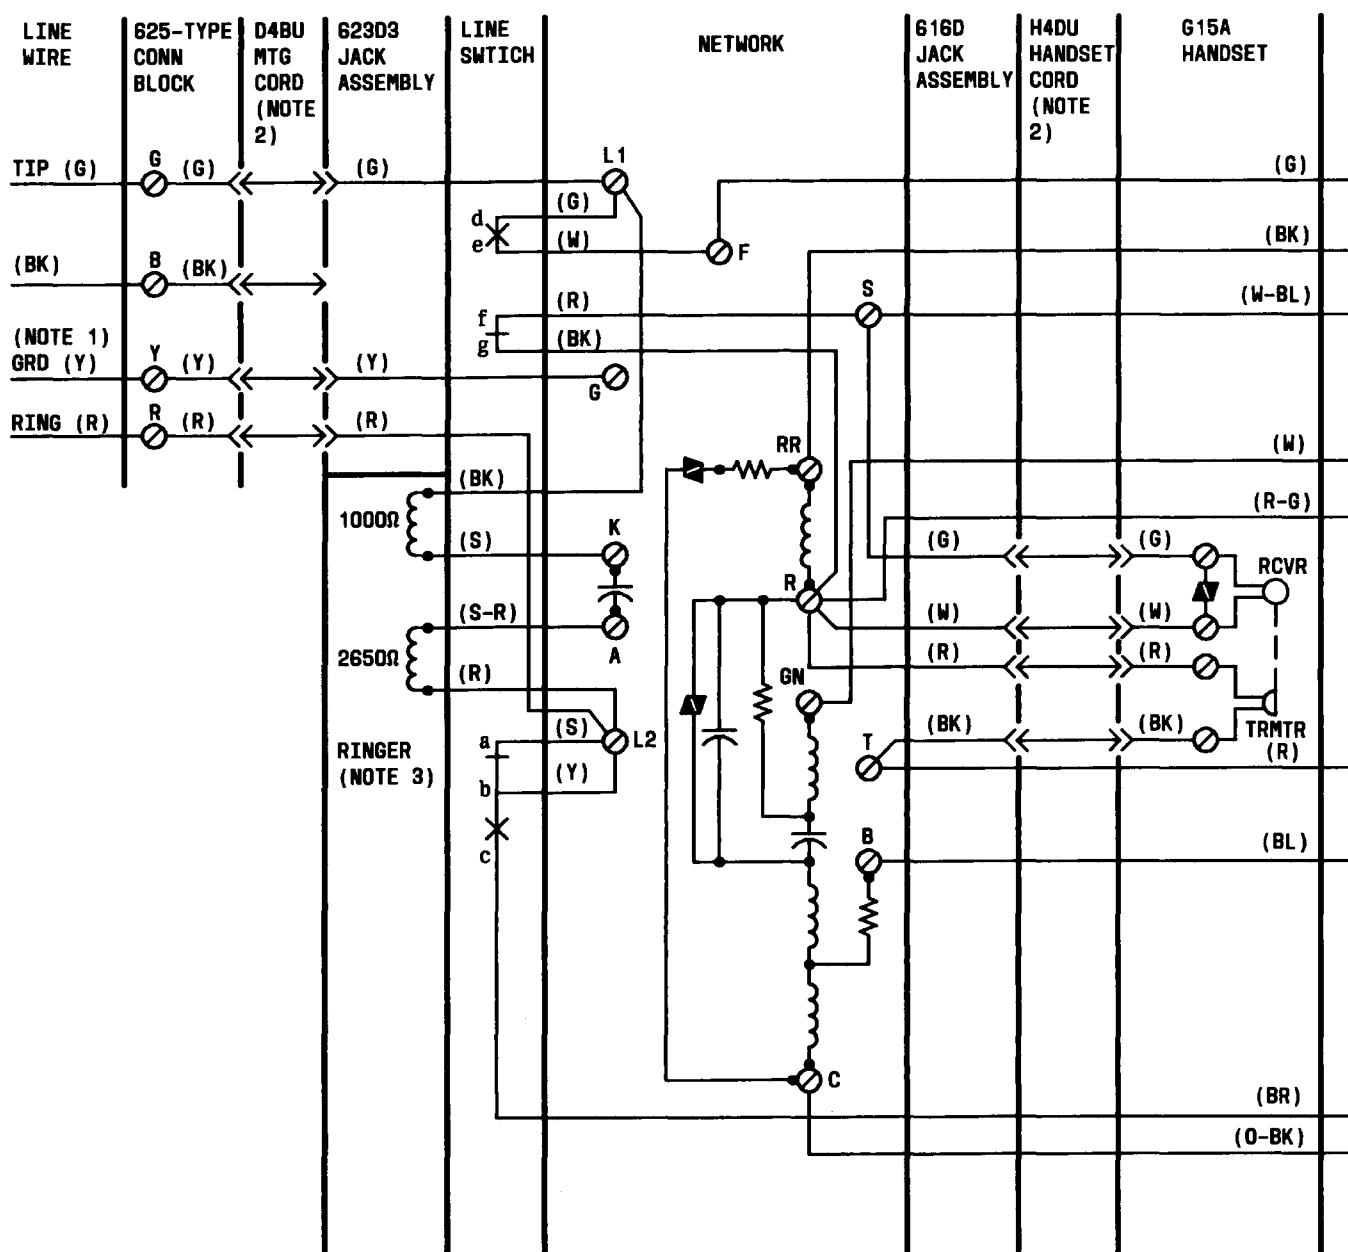 LINE
WIRE
625-TYPE
CONN
BLOCK
D4BU
MTG
CORD
(NOTE
2)
623D3
JACK
ASSEMBLY
LINE
SWTICH
NETWORK
616D
JACK
ASSEMBLY
H4DU
HANDSET
CORD
(NOTE
2)
G15A
HANDSET
TIP (G)
G
(G)
(G)
L1
(G)
d
(G)
e
(W)
F
(BK)
(BK)
B
(BK)
S
(W-BL)
f
(R)
g
(BK)
(NOTE 1)
GRD (Y)
Y
(Y)
(Y)
G
RING (R)
R
(R)
(R)
RR
(W)
(BK)
1000Ω
(S)
K
(R-G)
(G)
(G)
RCVR
R
(S-R)
A
(W)
(W)
2650Ω
(R)
(R)
(R)
GN
a
(S)
L2
T
(BK)
(BK)
TRMTR
(R)
RINGER
(NOTE 3)
b
(Y)
c
B
(BL)
C
(BR)
(O-BK)